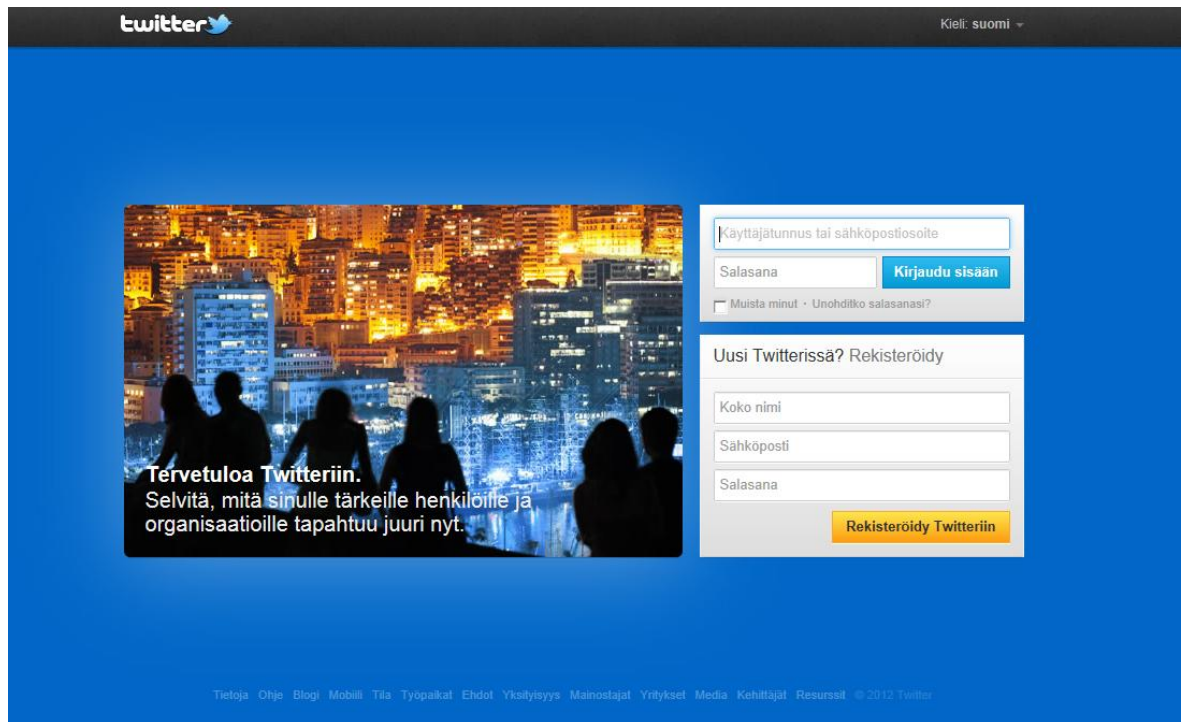 twitter
Kieli: suomi
Käyttäjätunnus tai sähköpostiosoite
Salasana
Kirjaudu sisään
Muista minut · Unohditko salasanasi?
Uusi Twitterissä? Rekisteröidy
Koko nimi
Sähköposti
Salasana
Rekisteröidy Twitteriin
Tervetuloa Twitteriin.
Selvitä, mitä sinulle tärkeille henkilöille ja
organisaatioille tapahtuu juuri nyt.
Tietoja Ohje Blogi Mobiili Tila Työpaikat Ehdot Yksityisyys Mainostajat Yritykset Media Kehittäjät Resurssit © 2012 Twitter